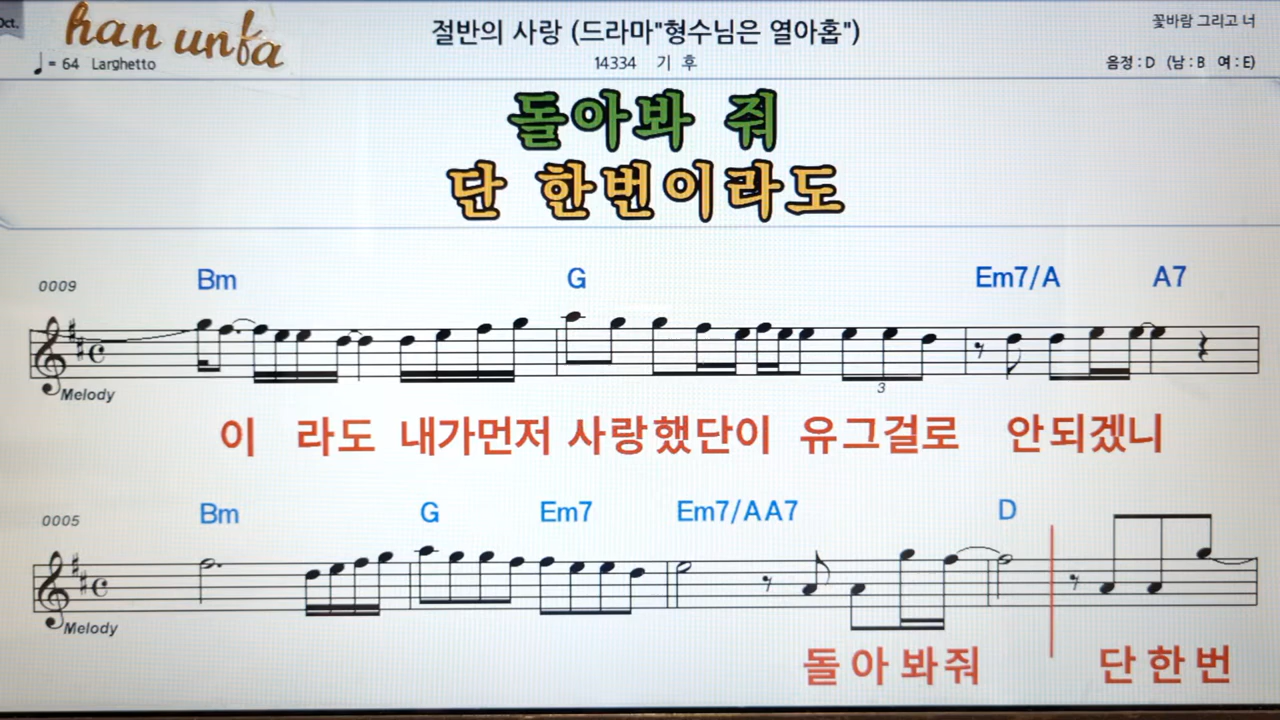 Oct.
han unfa
절반의 사랑 (드라마"형수님은 열아홉")
꽃바람 그리고 너
♩= 64 Larghetto
14334 기 후
음정 : D (남 : B 여 : E)
돌아봐 줘
단 한번이라도
0009
Bm G Em7/A A7
3
Melody
이 라도 내가먼저 사랑했단이 유그걸로 안되겠니
0005
Bm G Em7 Em7/A A7 D
Melody
돌 아 봐줘 단 한 번